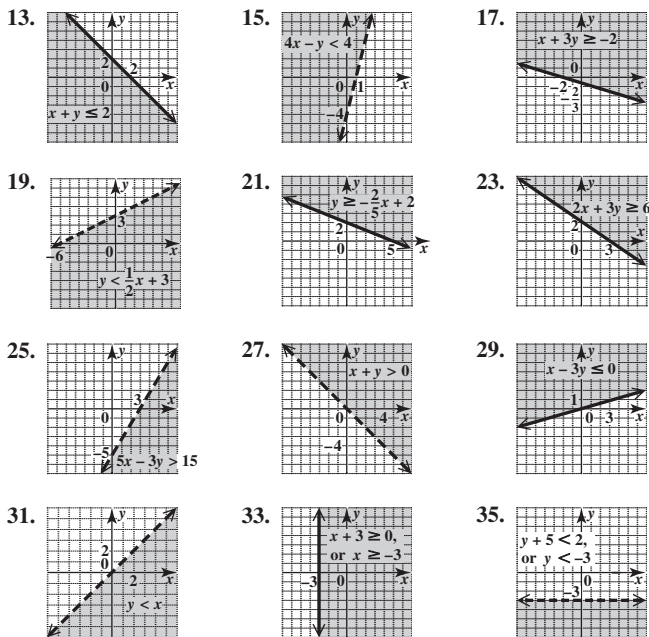 13. y 2 2 0 x x + y ≤ 2
15. y 4x – y < 4 0 1 x –4
17. y x + 3y ≥ –2 0 x –2 –2/3
19. y 3 x –6 0 y < 1/2 x + 3
21. y y ≥ –2/5 x + 2 2 0 5 x
23. y 2x + 3y ≥ 6 2 0 3 x
25. y 3 x 0 –5 5x – 3y > 15
27. y x + y > 0 0 4 x –4
29. y x – 3y ≤ 0 1 0 3 x
31. y 2 0 2 x y < x
33. y x + 3 ≥ 0, or x ≥ –3 –3 0 x
35. y y + 5 < 2, or y < –3 0 –3 x